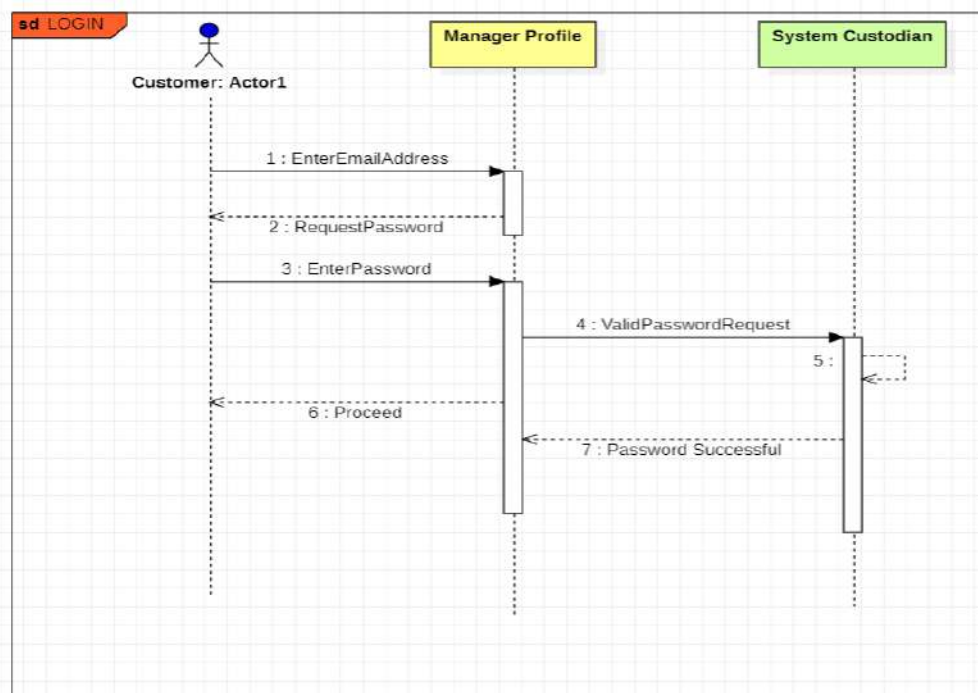 sd LOGIN
Customer: Actor1
Manager Profile
System Custodian
1 : EnterEmailAddress
2 : RequestPassword
3 : EnterPassword
4 : ValidPasswordRequest
5 :
6 : Proceed
7 : Password Successful